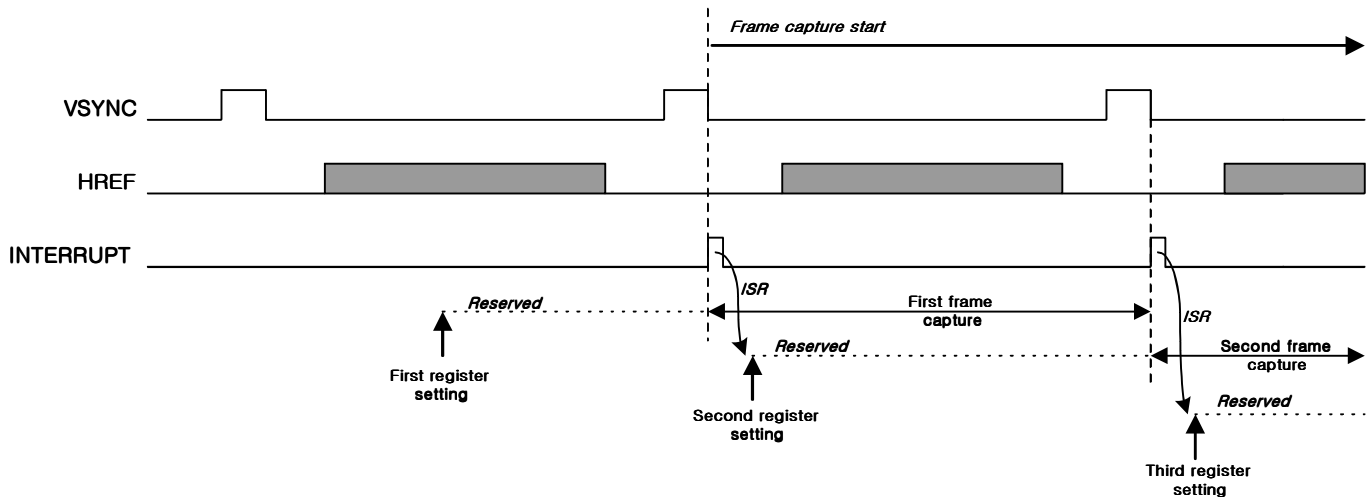 Frame capture start
VSYNC
HREF
INTERRUPT
Reserved
ISR
First frame
capture
ISR
Reserved
Second frame
capture
First register
setting
Reserved
Second register
setting
Third register
setting